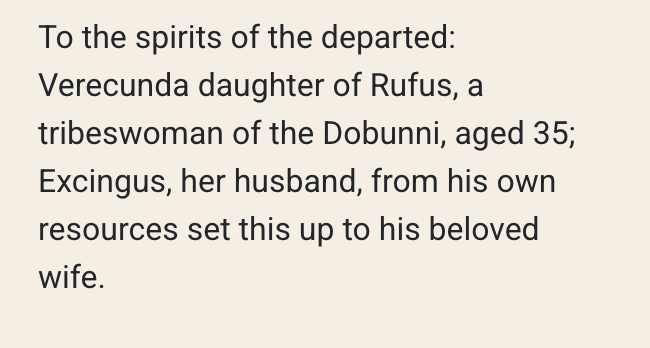 To the spirits of the departed:
Verecunda daughter of Rufus, a
tribeswoman of the Dobunni, aged 35;
Excingus, her husband, from his own
resources set this up to his beloved
wife.